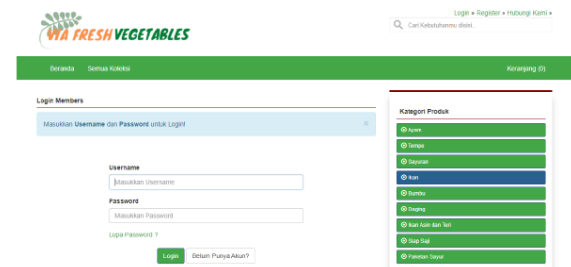 Login » Register » Hubungi Kami »
WA FRESH VEGETABLES
Cari Kebutuhanmu disini..
Beranda Semua Koleksi Keranjang (0)
Login Members
Masukkan Username dan Password untuk Login! ×
Username
Masukkan Username
Password
Masukkan Password
Lupa Password ?
Login Belum Punya Akun?
Kategori Produk
Ayam
Tempe
Sayuran
Ikan
Bumbu
Daging
Ikan Asin dan Teri
Siap Saji
Paketan Sayur